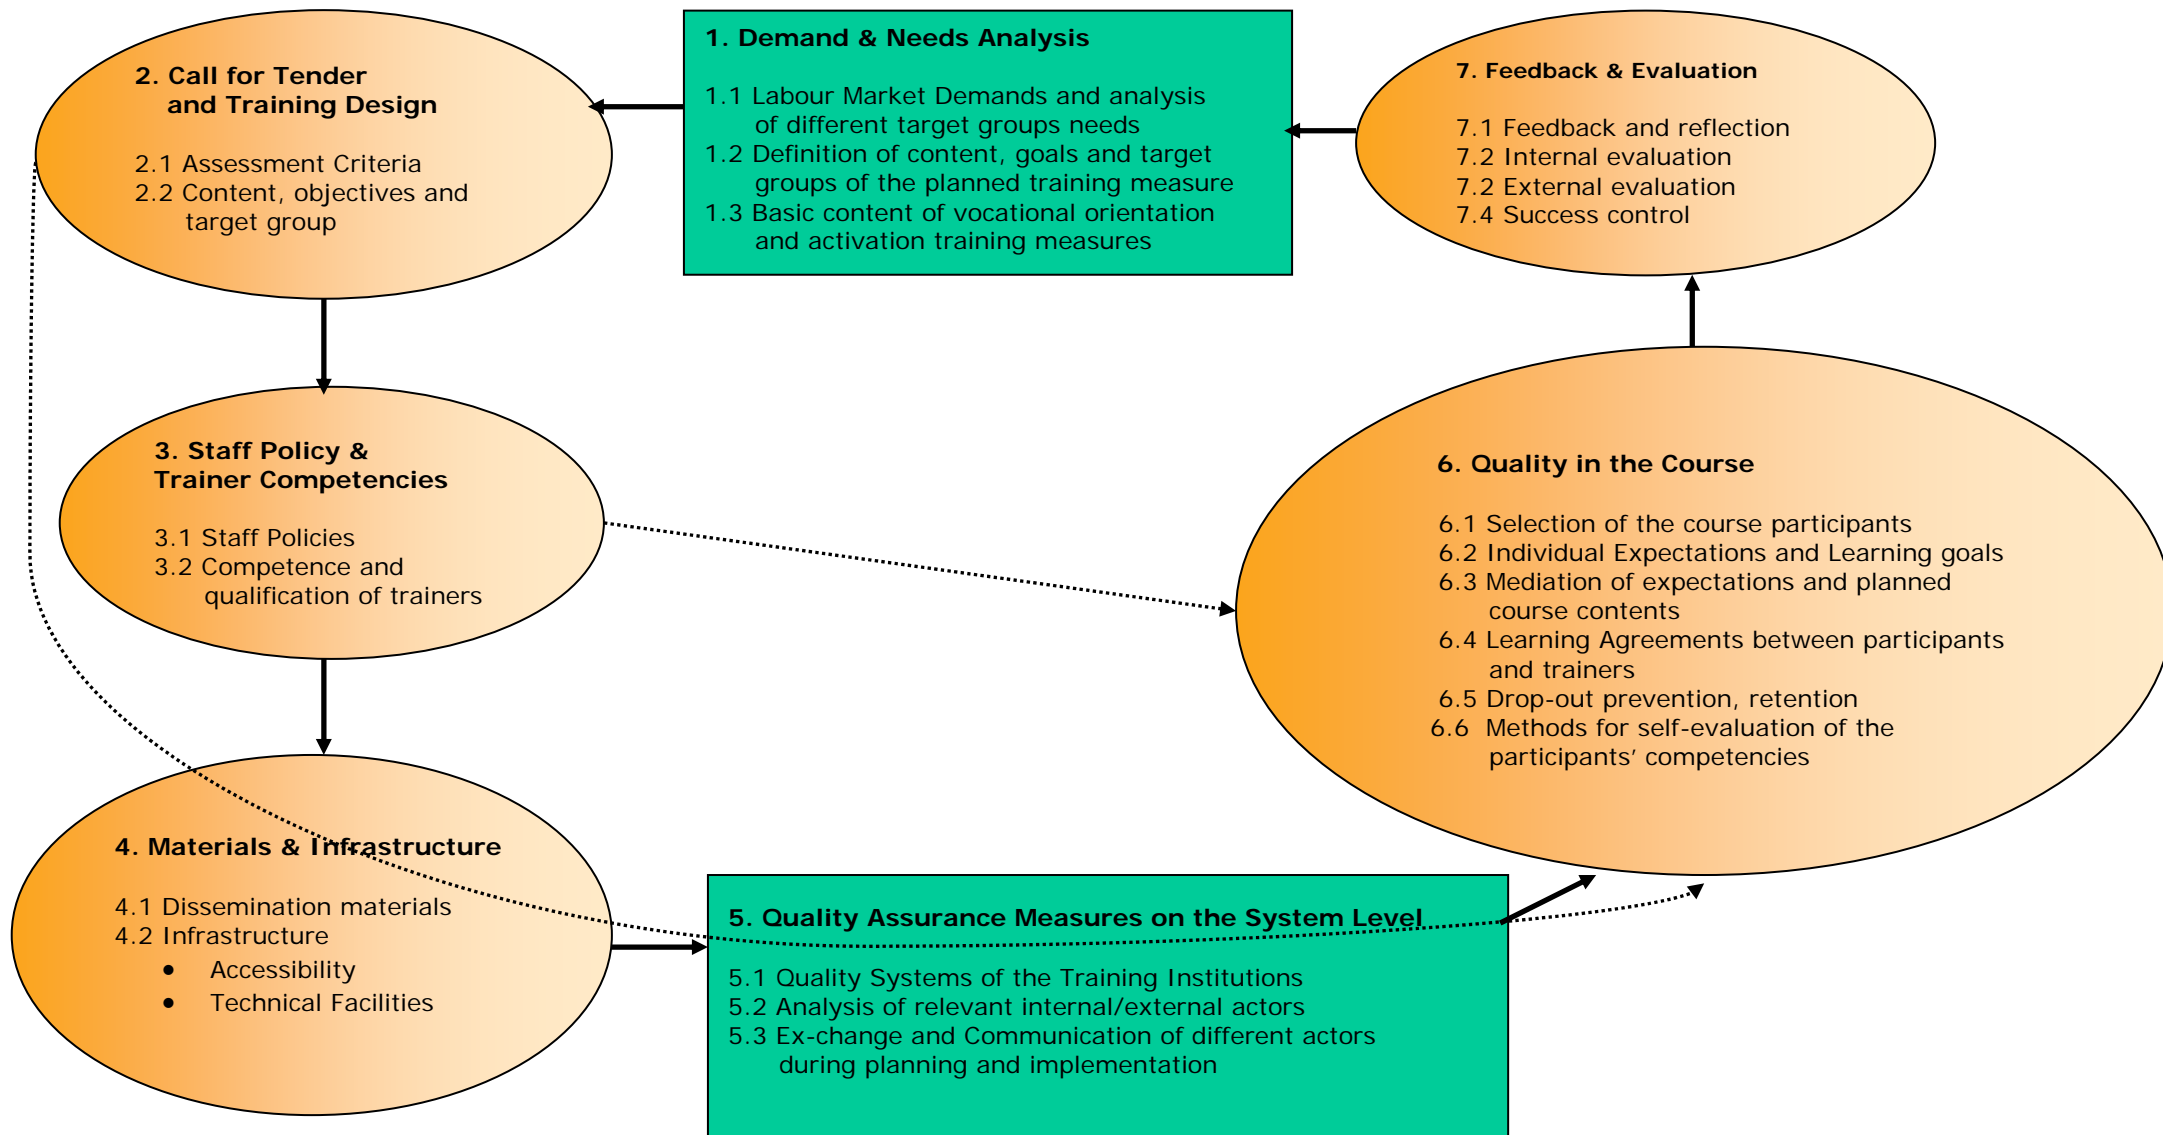 1. Demand & Needs Analysis
1.1 Labour Market Demands and analysis
of different target groups needs
1.2 Definition of content, goals and target
groups of the planned training measure
1.3 Basic content of vocational orientation
and activation training measures
2. Call for Tender
and Training Design
2.1 Assessment Criteria
2.2 Content, objectives and
target group
3. Staff Policy &
Trainer Competencies
3.1 Staff Policies
3.2 Competence and
qualification of trainers
4. Materials & Infrastructure
4.1 Dissemination materials
4.2 Infrastructure
• Accessibility
• Technical Facilities
5. Quality Assurance Measures on the System Level
5.1 Quality Systems of the Training Institutions
5.2 Analysis of relevant internal/external actors
5.3 Ex-change and Communication of different actors
during planning and implementation
6. Quality in the Course
6.1 Selection of the course participants
6.2 Individual Expectations and Learning goals
6.3 Mediation of expectations and planned
course contents
6.4 Learning Agreements between participants
and trainers
6.5 Drop-out prevention, retention
6.6 Methods for self-evaluation of the
participants’ competencies
7. Feedback & Evaluation
7.1 Feedback and reflection
7.2 Internal evaluation
7.2 External evaluation
7.4 Success control